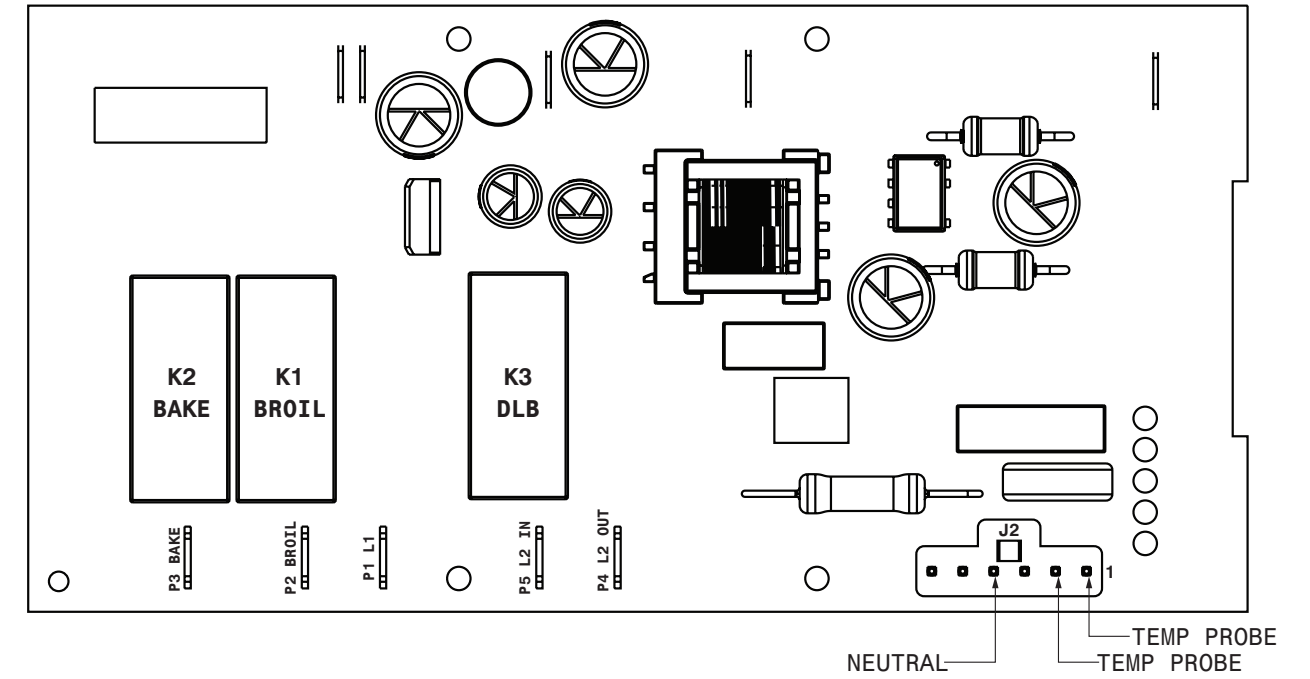 K2
BAKE
K1
BROIL
K3
DLB
P3 BAKE
P2 BROIL
P1 L1
P5 L2 IN
P4 L2 OUT
J2
1
TEMP PROBE
NEUTRAL
TEMP PROBE